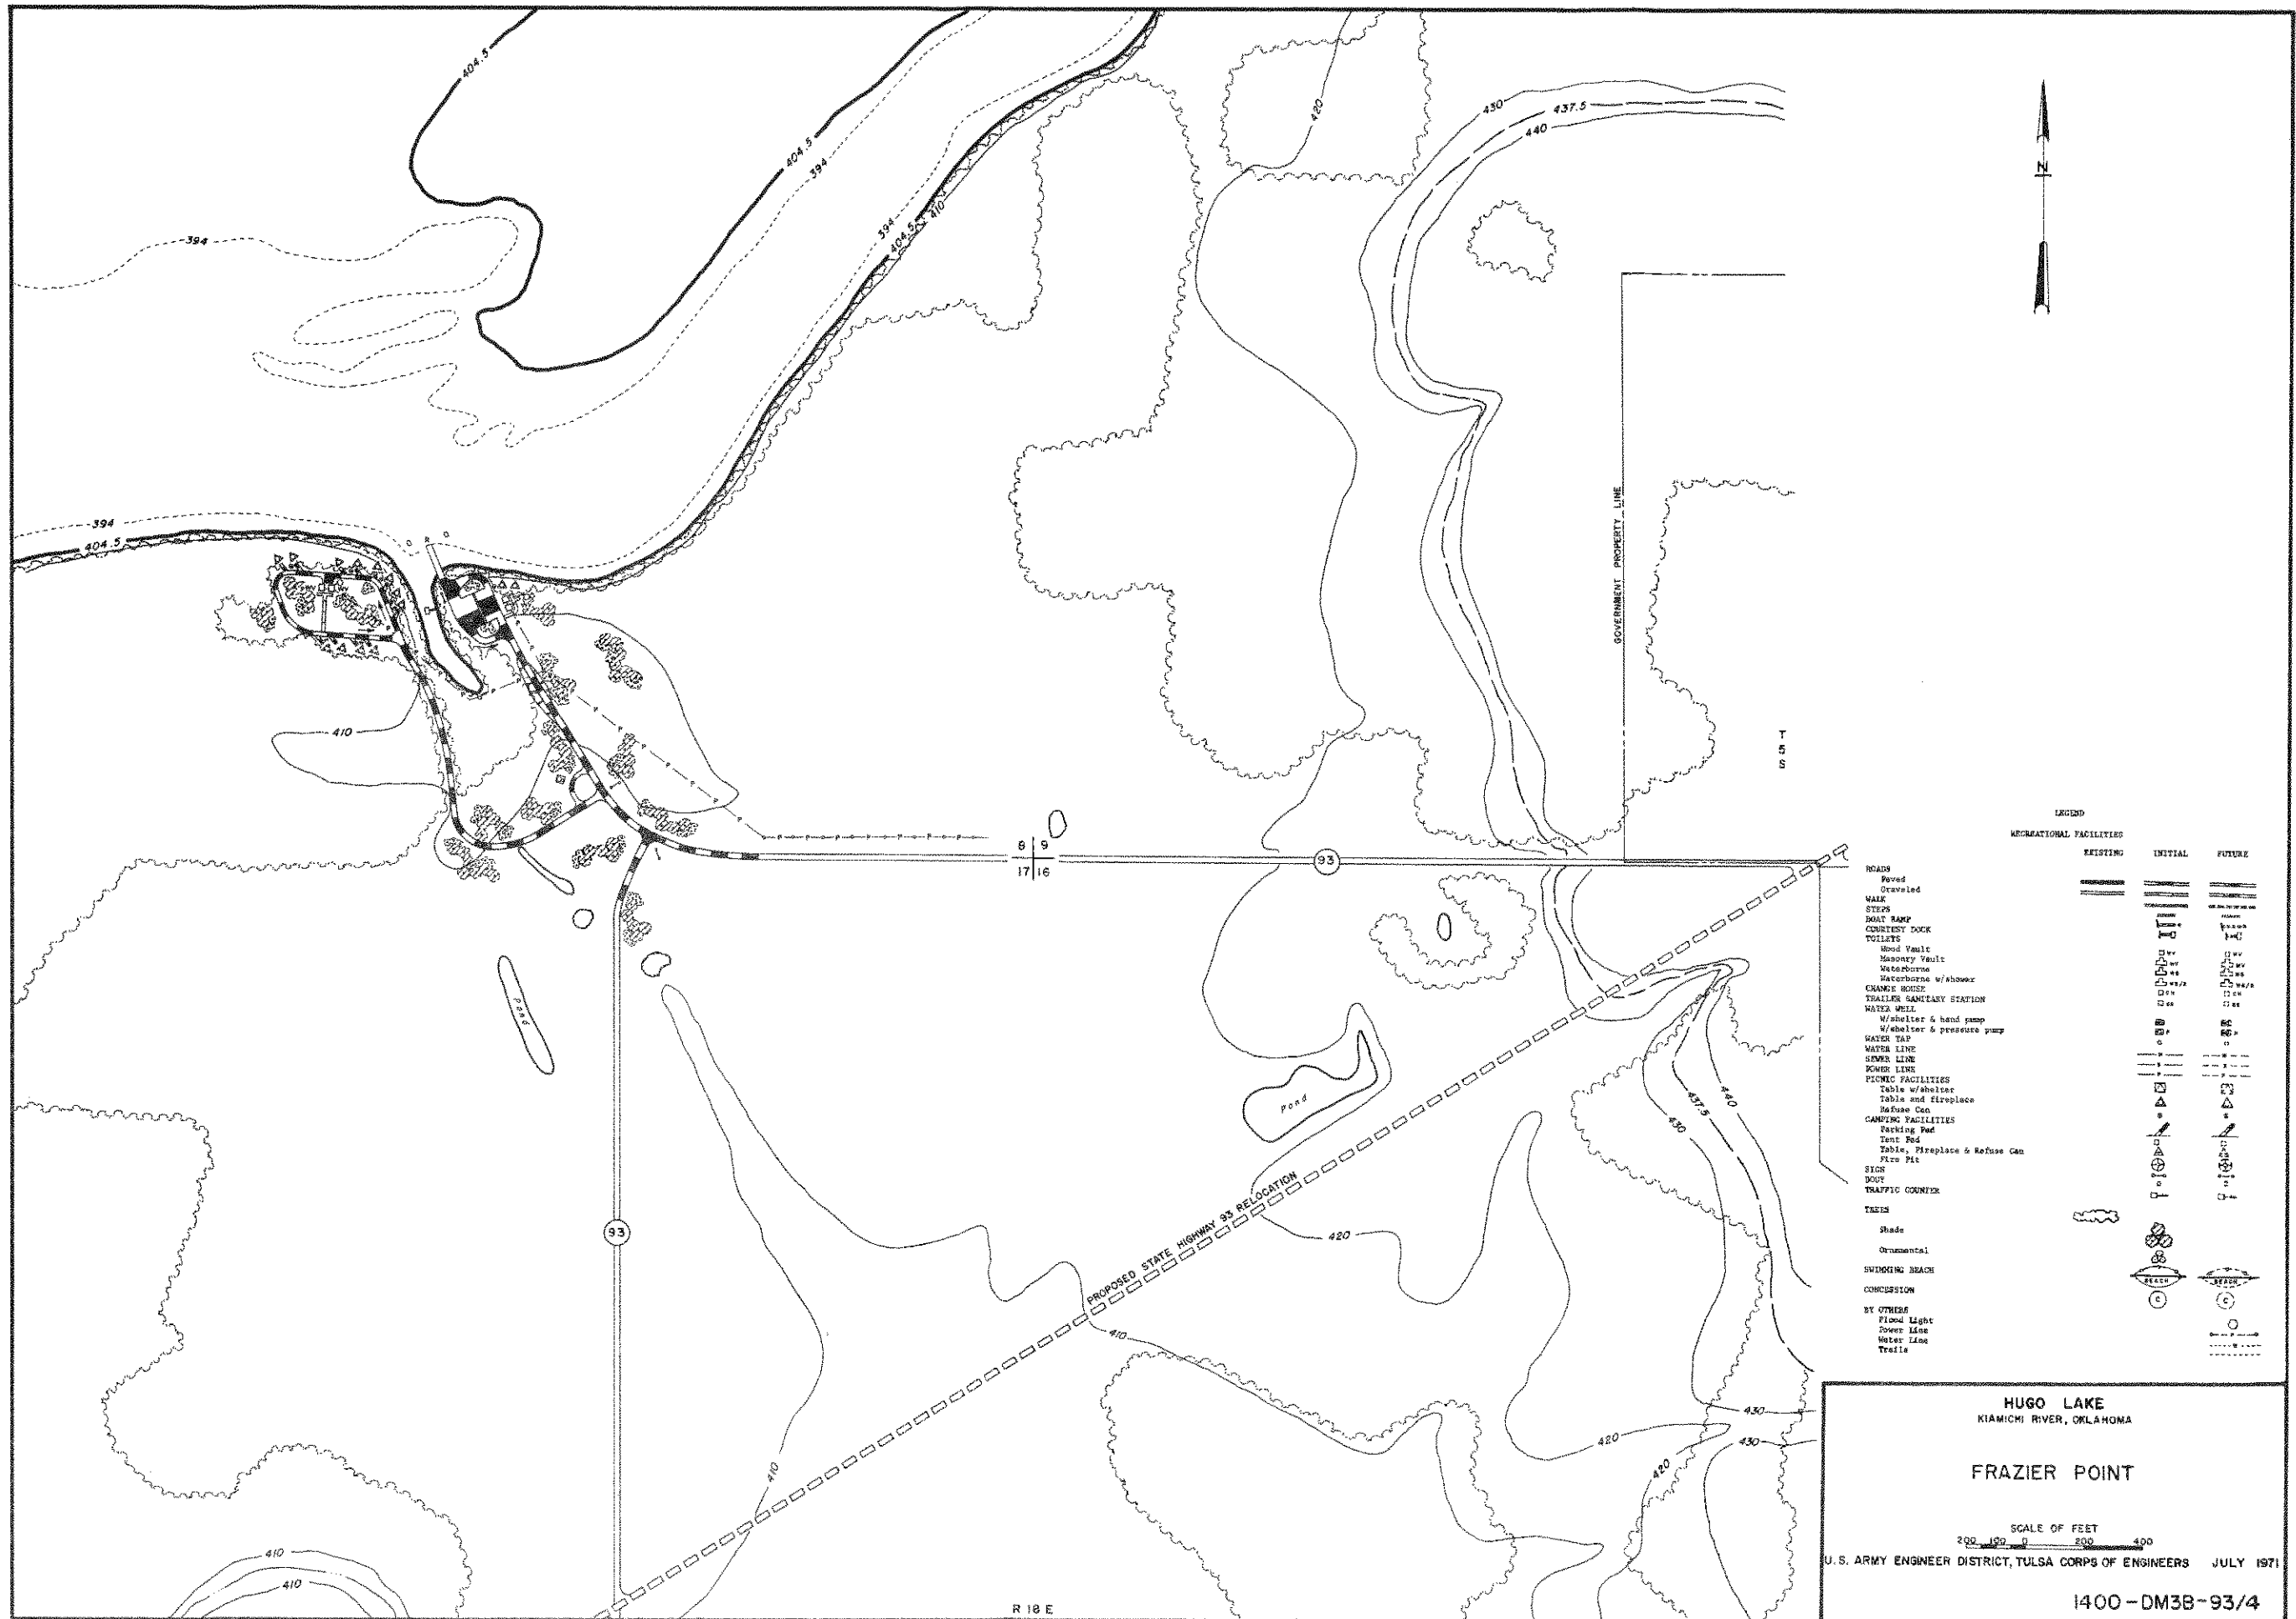 404.5
404.5
394
420
430
437.5
440
N
394
394
404.5
410
GOVERNMENT PROPERTY LINE
394
404.5
410
T
5
S
8 9
17 16
93
Pond
Pond
93
430
437.5
440
PROPOSED STATE HIGHWAY 93 RELOCATION
420
410
410
430
420
430
420
410
410
R 18 E
LEGEND
RECREATIONAL FACILITIES
EXISTING INITIAL FUTURE
ROADS
Paved
Graveled
WALK
STEPS
BOAT RAMP
COURTESY DOCK
TOILETS
Wood Vault
Masonry Vault
Waterborne
Waterborne w/shower
CHANGE HOUSE
TRAILER SANITARY STATION
WATER WELL
W/shelter & hand pump
W/shelter & pressure pump
WATER TAP
WATER LINE
SEWER LINE
POWER LINE
PICNIC FACILITIES
Table w/shelter
Table and fireplace
Refuse Can
CAMPING FACILITIES
Parking Pad
Tent Pad
Table, Fireplace & Refuse Can
Fire Pit
SIGN
BOUY
TRAFFIC COUNTER
TREES
Shade
Ornamental
SWIMMING BEACH
BEACH BEACH
CONCESSION
C C
BY OTHERS
Flood Light
Power Line
Water Line
Trails
HUGO LAKE
KIAMICHI RIVER, OKLAHOMA
FRAZIER POINT
SCALE OF FEET
200 100 0 200 400
U.S. ARMY ENGINEER DISTRICT, TULSA CORPS OF ENGINEERS JULY 1971
1400-DM3B-93/4